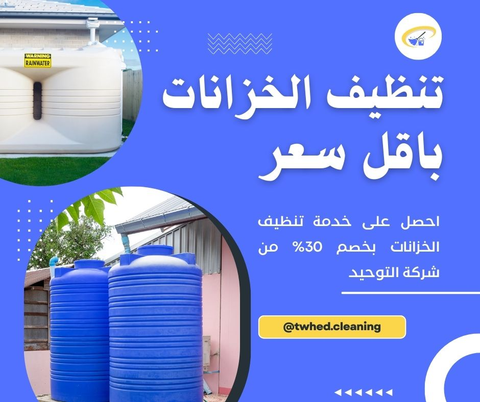 WARNING
RAINWATER
تنظيف الخزانات
باقل سعر
احصل على خدمة تنظيف
الخزانات بخصم 30% من
شركة التوحيد
@twhed.cleaning